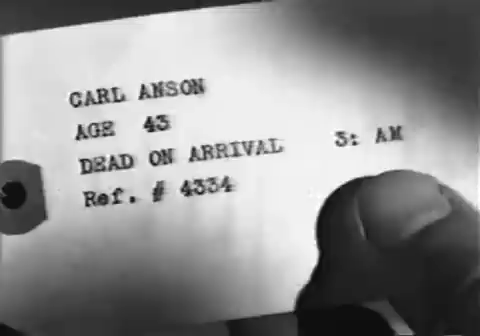 CARL ANSON
AGE 43
DEAD ON ARRIVAL 3: AM
Ref. # 4334